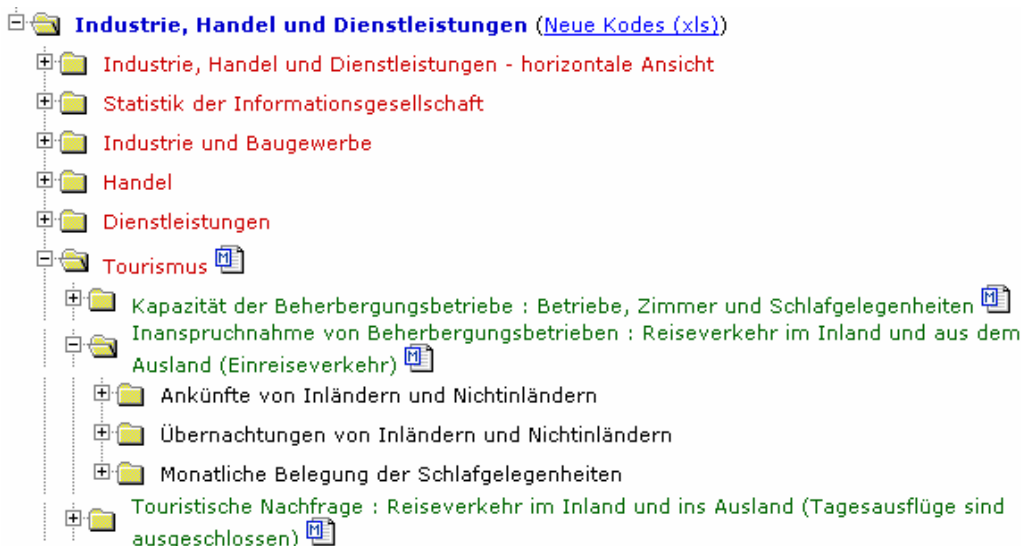 Industrie, Handel und Dienstleistungen (Neue Kodes (xls))
Industrie, Handel und Dienstleistungen - horizontale Ansicht
Statistik der Informationsgesellschaft
Industrie und Baugewerbe
Handel
Dienstleistungen
Tourismus M
Kapazität der Beherbergungsbetriebe : Betriebe, Zimmer und Schlafgelegenheiten M
Inanspruchnahme von Beherbergungsbetrieben : Reiseverkehr im Inland und aus dem
Ausland (Einreiseverkehr) M
Ankünfte von Inländern und Nichtinländern
Übernachtungen von Inländern und Nichtinländern
Monatliche Belegung der Schlafgelegenheiten
Touristische Nachfrage : Reiseverkehr im Inland und ins Ausland (Tagesausflüge sind
ausgeschlossen) M